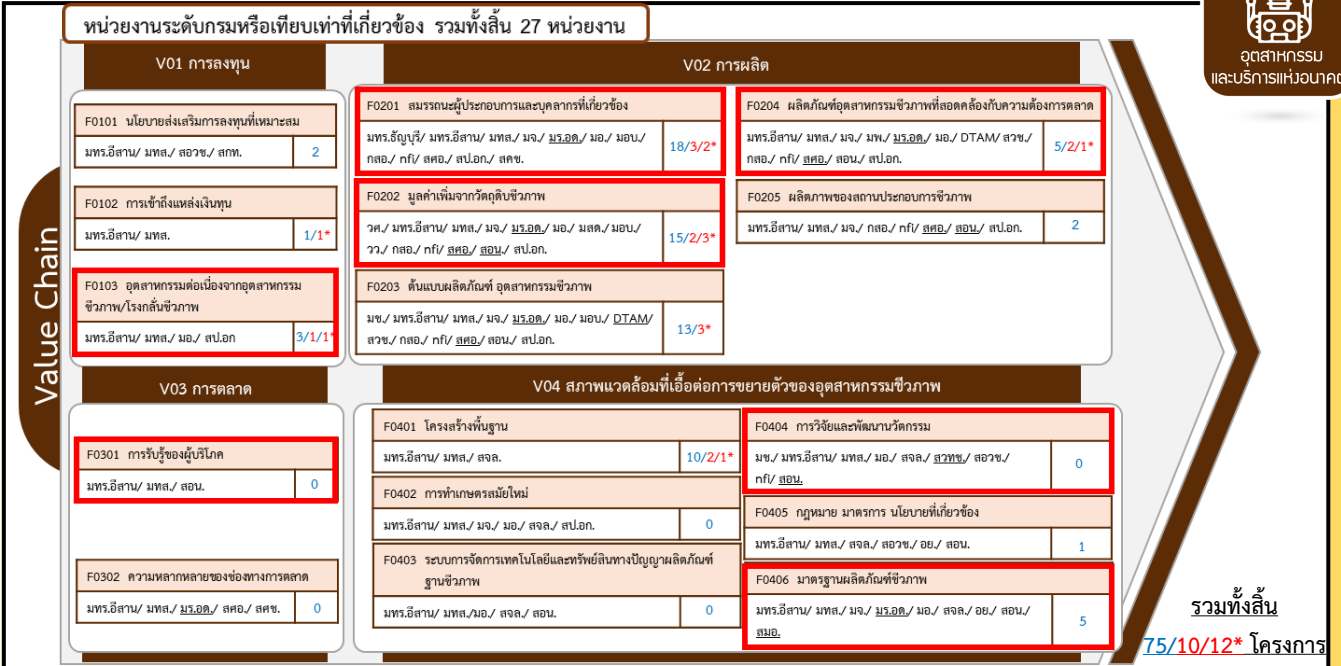 หน่วยงานระดับกรมหรือเทียบเท่าที่เกี่ยวข้อง รวมทั้งสิ้น 27 หน่วยงาน
อุตสาหกรรม
และบริการแห่งอนาคต
Value Chain
V01 การลงทุน
F0101 นโยบายส่งเสริมการลงทุนที่เหมาะสม
มทร.อีสาน/ มทส./ สอวช./ สกท.
2
F0102 การเข้าถึงแหล่งเงินทุน
มทร.อีสาน/ มทส.
1/1*
F0103 อุตสาหกรรมต่อเนื่องจากอุตสาหกรรม
ชีวภาพ/โรงกลั่นชีวภาพ
มทร.อีสาน/ มทส./ มอ./ สป.อก
3/1/1*
V02 การผลิต
F0201 สมรรถนะผู้ประกอบการและบุคลากรที่เกี่ยวข้อง
มทร.ธัญบุรี/ มทร.อีสาน/ มทส./ มจ./ มร.อด./ มอ./ มอบ./
กสอ./ nfi/ สศอ./ สป.อก./ สคช.
18/3/2*
F0202 มูลค่าเพิ่มจากวัตถุดิบชีวภาพ
วศ./ มทร.อีสาน/ มทส./ มจ./ มร.อด./ มอ./ มสด./ มอบ./
วว./ กสอ./ nfi/ สศอ./ สอน./ สป.อก.
15/2/3*
F0203 ต้นแบบผลิตภัณฑ์ อุตสาหกรรมชีวภาพ
มช./ มทร.อีสาน/ มทส./ มจ./ มร.อด./ มอ./ มอบ./ DTAM/
สวช./ กสอ./ nfi/ สศอ./ สอน./ สป.อก.
13/3*
F0204 ผลิตภัณฑ์อุตสาหกรรมชีวภาพที่สอดคล้องกับความต้องการตลาด
มทร.อีสาน/ มทส./ มจ./ มพ./ มร.อด./ มอ./ DTAM/ สวช./
กสอ./ nfi/ สศอ./ สอน./ สป.อก.
5/2/1*
F0205 ผลิตภาพของสถานประกอบการชีวภาพ
มทร.อีสาน/ มทส./ มจ./ กสอ./ nfi/ สศอ./ สอน./ สป.อก.
2
V03 การตลาด
F0301 การรับรู้ของผู้บริโภค
มทร.อีสาน/ มทส./ สอน.
0
F0302 ความหลากหลายของช่องทางการตลาด
มทร.อีสาน/ มทส./ มร.อด./ สศอ./ สศช.
0
V04 สภาพแวดล้อมที่เอื้อต่อการขยายตัวของอุตสาหกรรมชีวภาพ
F0401 โครงสร้างพื้นฐาน
มทร.อีสาน/ มทส./ สจล.
10/2/1*
F0402 การทำเกษตรสมัยใหม่
มทร.อีสาน/ มทส./ มจ./ มอ./ สจล./ สป.อก.
0
F0403 ระบบการจัดการเทคโนโลยีและทรัพย์สินทางปัญญาผลิตภัณฑ์
ฐานชีวภาพ
มทร.อีสาน/ มทส./มอ./ สจล./ สอน.
0
F0404 การวิจัยและพัฒนานวัตกรรม
มช./ มทร.อีสาน/ มทส./ มอ./ สจล./ สวทช./ สอวช./
nfi/ สอน.
0
F0405 กฎหมาย มาตรการ นโยบายที่เกี่ยวข้อง
มทร.อีสาน/ มทส./ สจล./ สอวช./ อย./ สอน.
1
F0406 มาตรฐานผลิตภัณฑ์ชีวภาพ
มทร.อีสาน/ มทส./ มจ./ มร.อด./ มอ./ สจล./ อย./ สอน./
สมอ.
5
รวมทั้งสิ้น
75/10/12* โครงการ